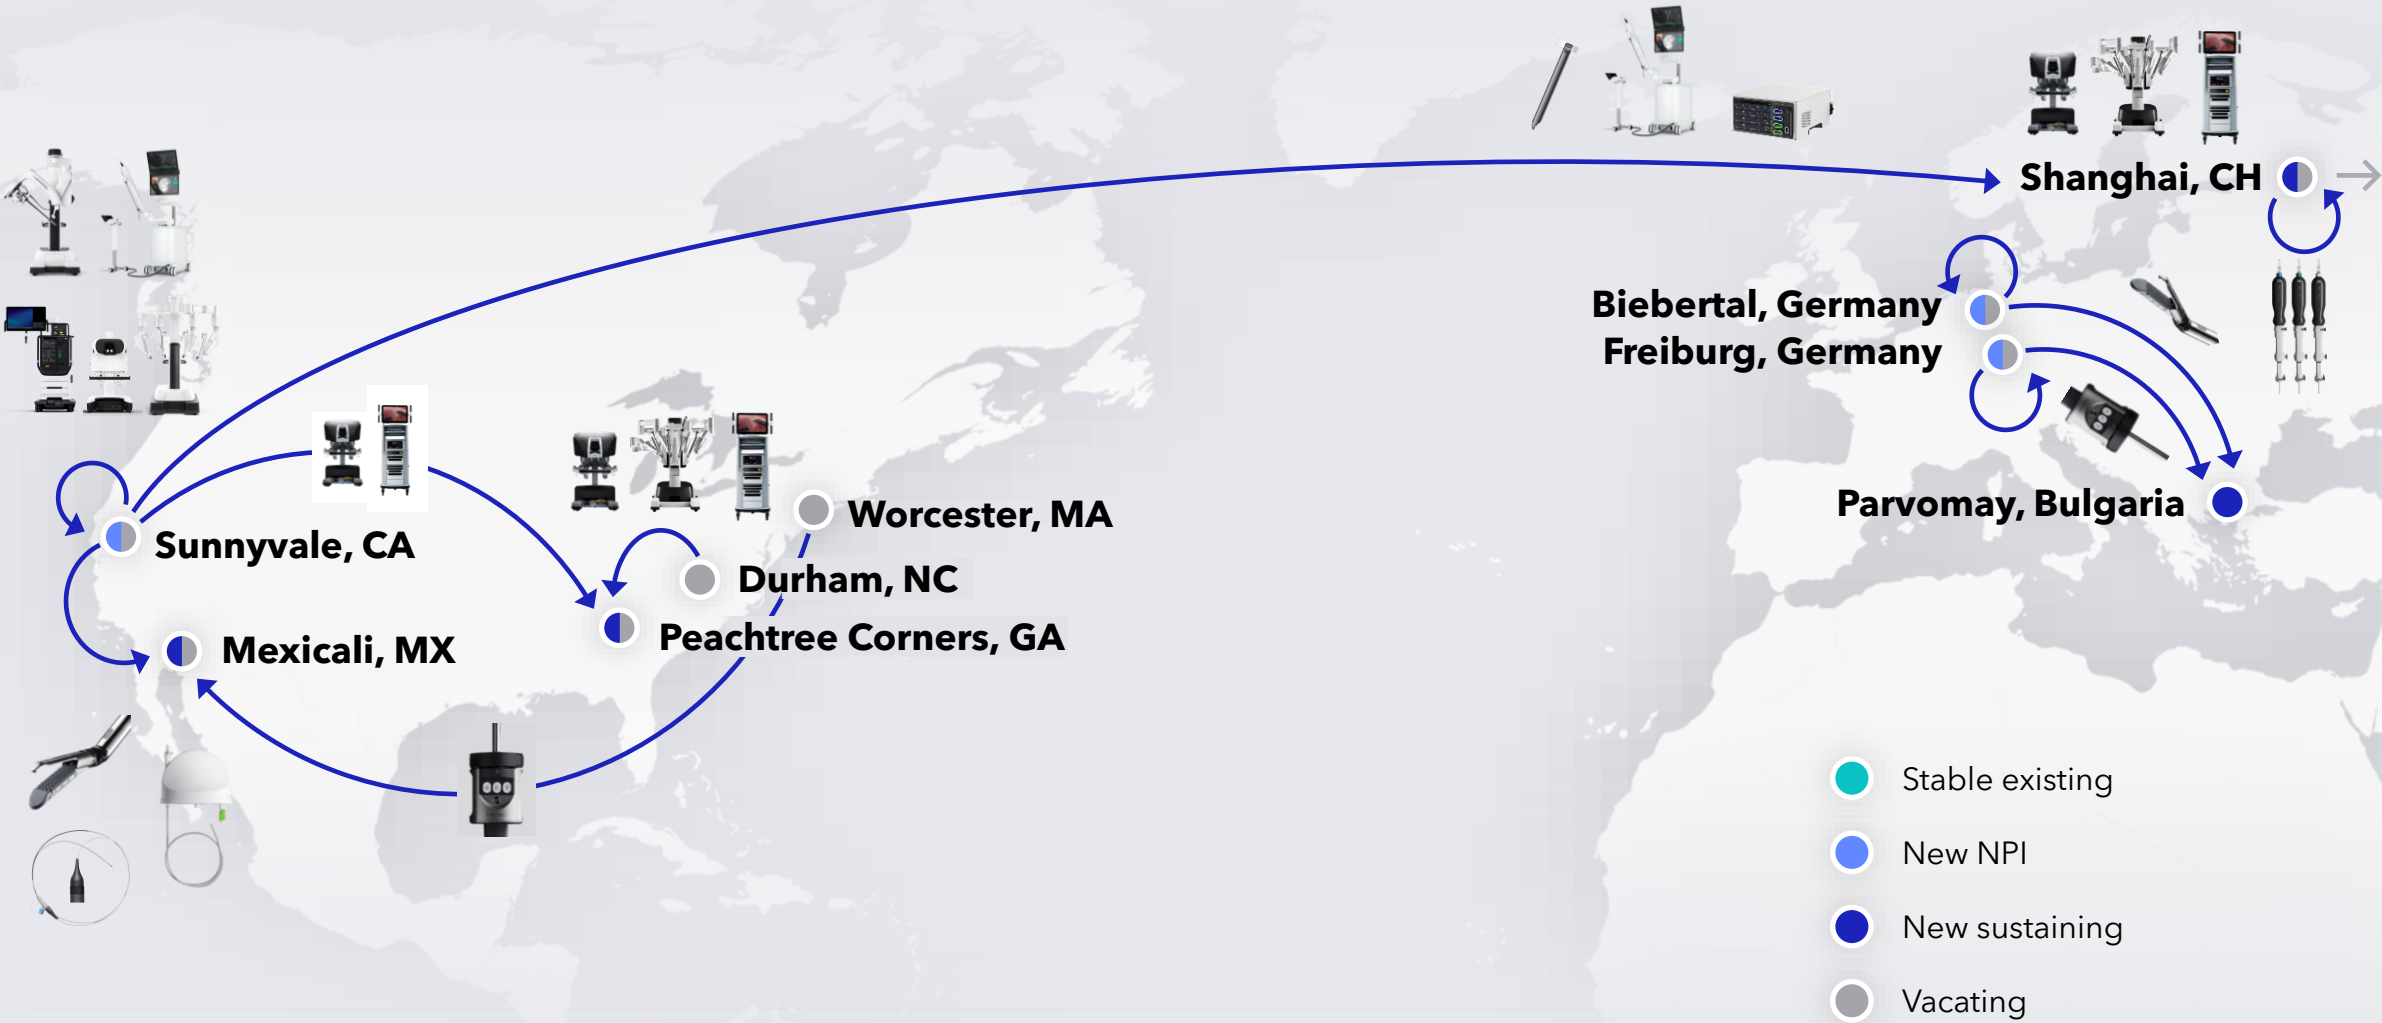 Shanghai, CH
Biebertal, Germany
Freiburg, Germany
Parvomay, Bulgaria
Worcester, MA
Sunnyvale, CA
Durham, NC
Peachtree Corners, GA
Mexicali, MX
Stable existing
New NPI
New sustaining
Vacating